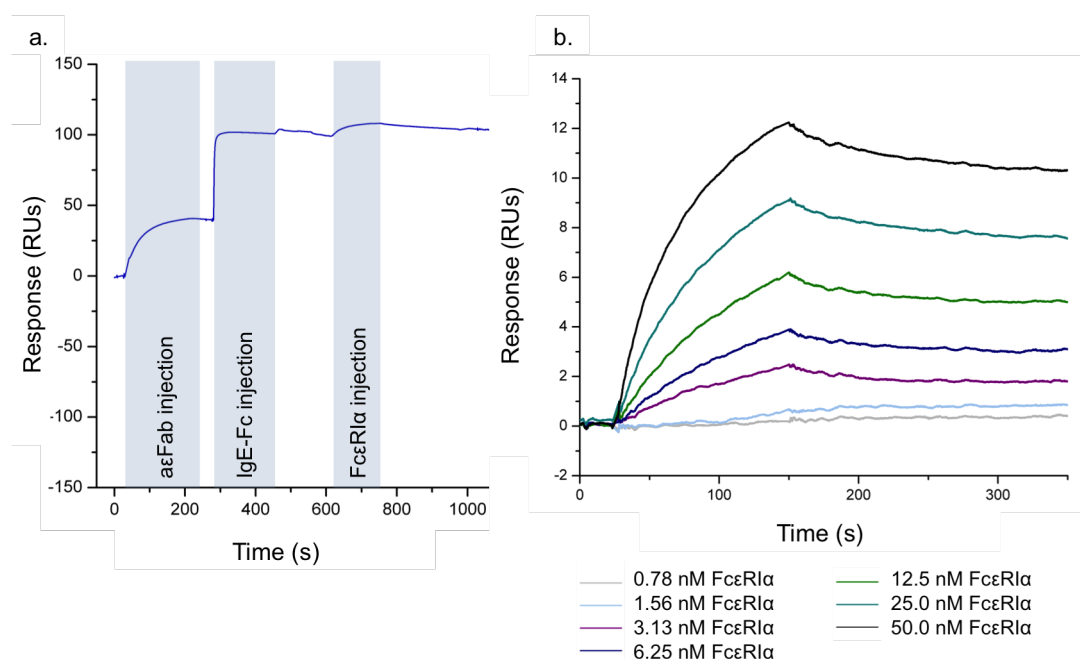 a.
150
100
50
0
-50
-100
-150
Response (RUs)
aεFab injection
IgE-Fc injection
FcεRIα injection
0 200 400 600 800 1000
Time (s)
b.
14
12
10
8
6
4
2
0
-2
Response (RUs)
0 100 200 300
Time (s)
0.78 nM FcεRIα
1.56 nM FcεRIα
3.13 nM FcεRIα
6.25 nM FcεRIα
12.5 nM FcεRIα
25.0 nM FcεRIα
50.0 nM FcεRIα